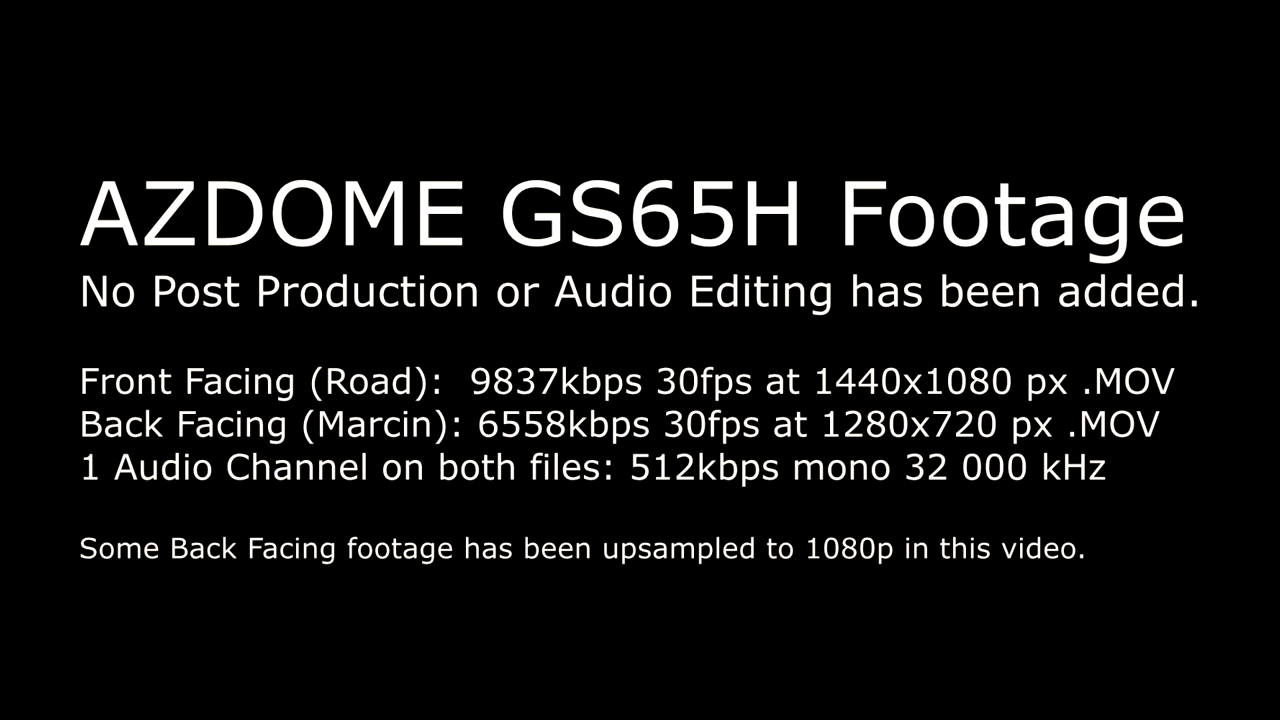 AZDOME GS65H Footage
No Post Production or Audio Editing has been added.
Front Facing (Road):  9837kbps 30fps at 1440x1080 px .MOV
Back Facing (Marcin): 6558kbps 30fps at 1280x720 px .MOV
1 Audio Channel on both files: 512kbps mono 32 000 kHz
Some Back Facing footage has been upsampled to 1080p in this video.